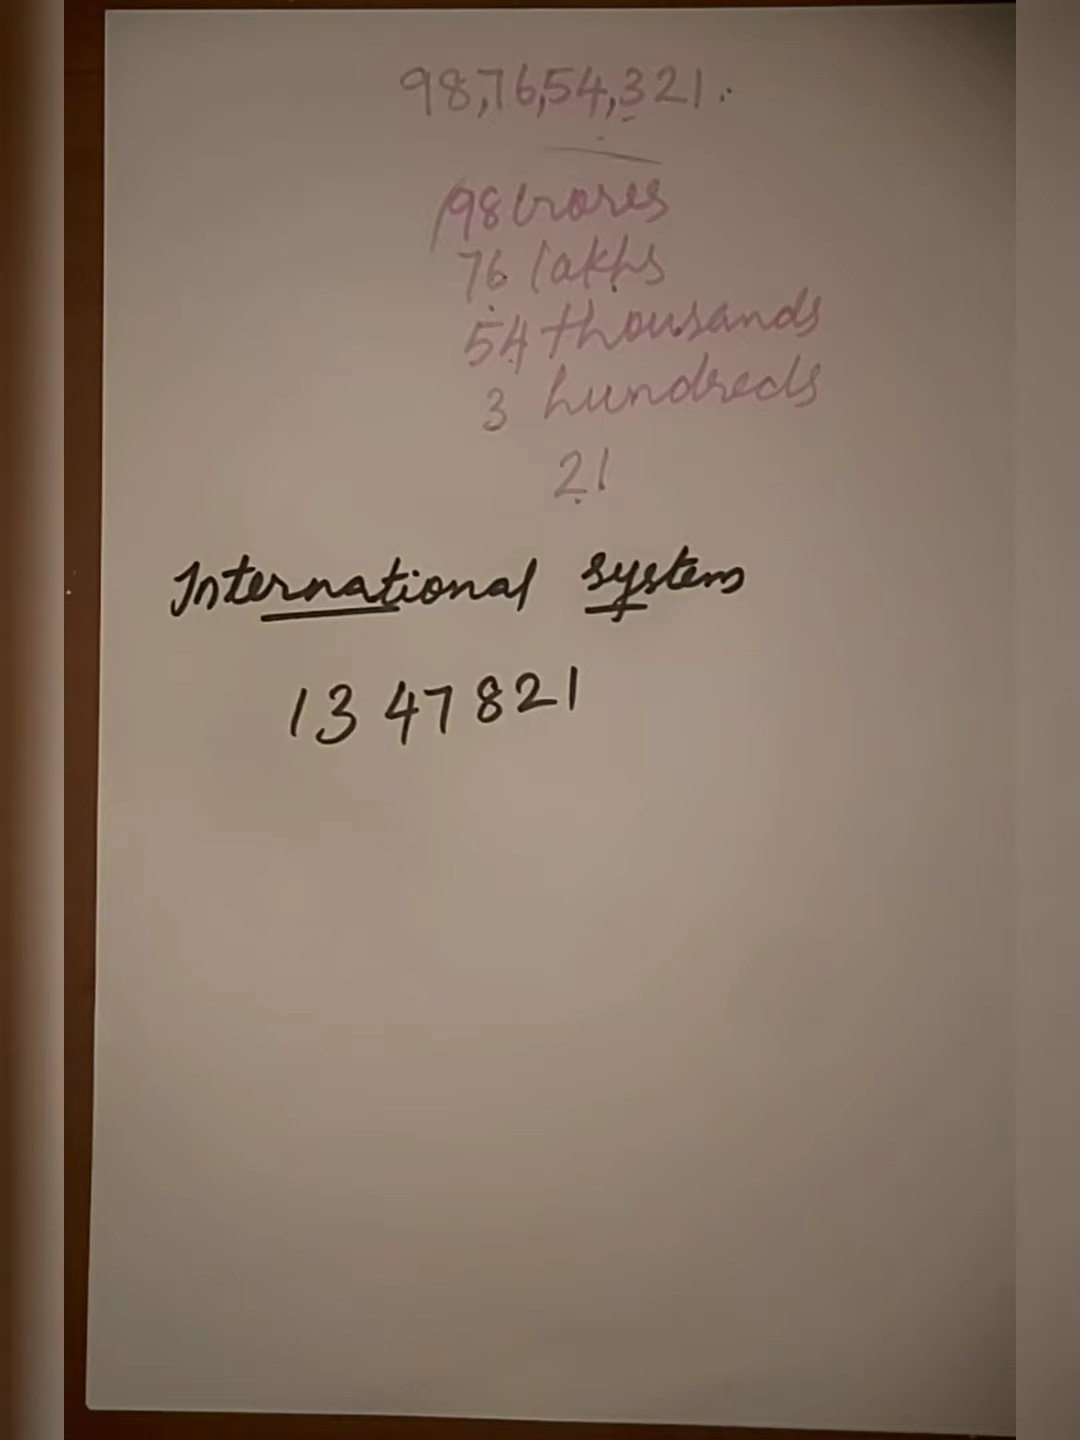 98,76,54,321.
98 Crores
76 lakhs
54 thousands
3 hundreds
21
International system
1347821